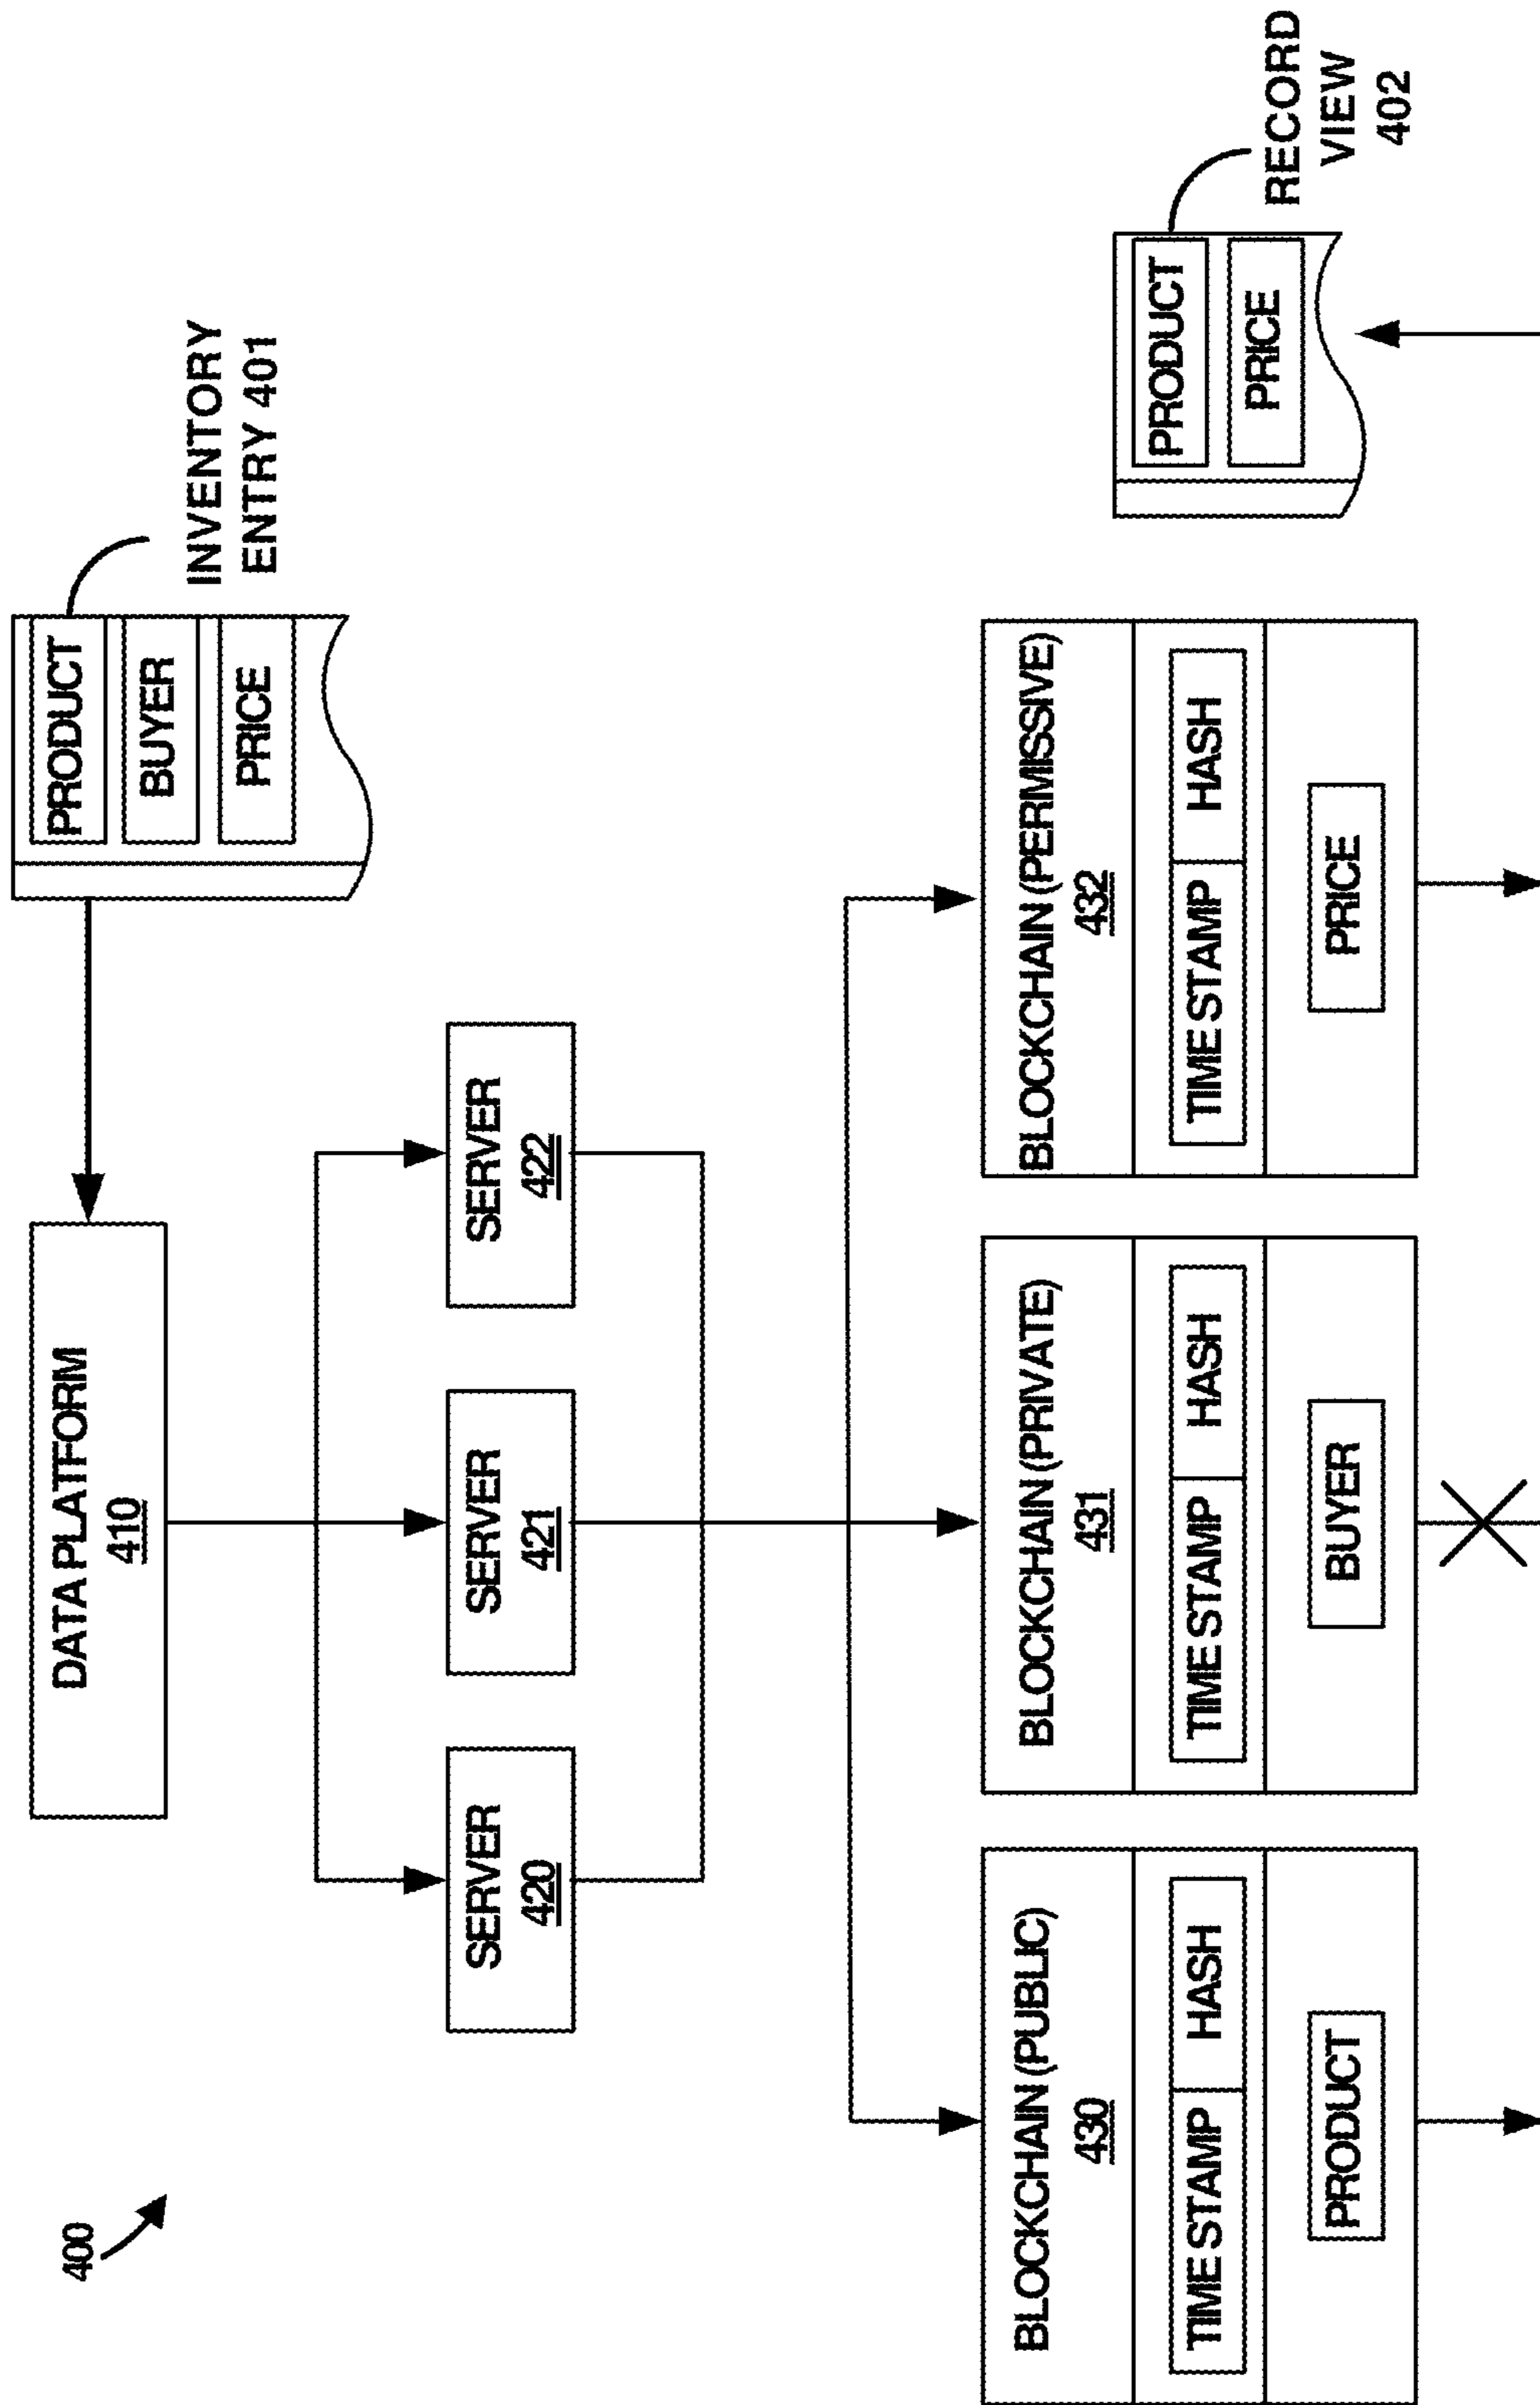 400
DATA PLATFORM
410
PRODUCT
BUYER
PRICE
INVENTORY
ENTRY 401
SERVER
420
SERVER
421
SERVER
422
BLOCKCHAIN (PUBLIC)
430
TIME STAMP HASH
PRODUCT
BLOCKCHAIN (PRIVATE)
431
TIME STAMP HASH
BUYER
BLOCKCHAIN (PERMISSIVE)
432
TIME STAMP HASH
PRICE
PRODUCT
PRICE
RECORD
VIEW
402